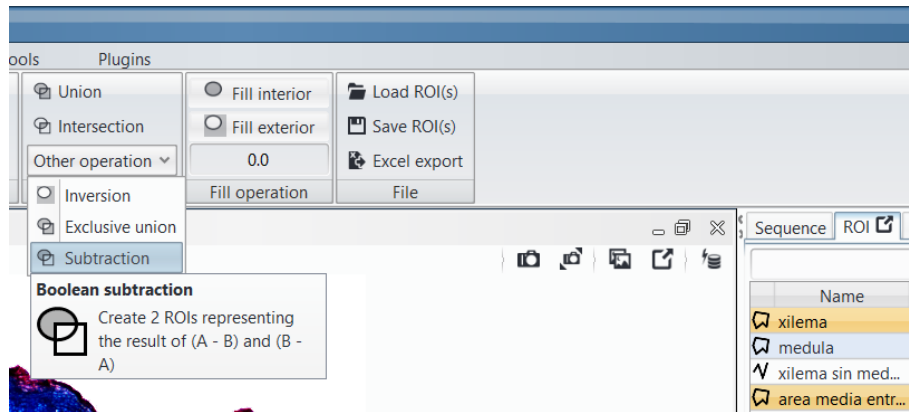 ools Plugins
Union
Intersection
Other operation
Inversion
Exclusive union
Subtraction
Boolean subtraction
Create 2 ROIs representing
the result of (A - B) and (B -
A)
Fill interior
Fill exterior
0.0
Fill operation
Load ROI(s)
Save ROI(s)
Excel export
File
Sequence ROI
Name
xilema
medula
xilema sin med...
area media entr...